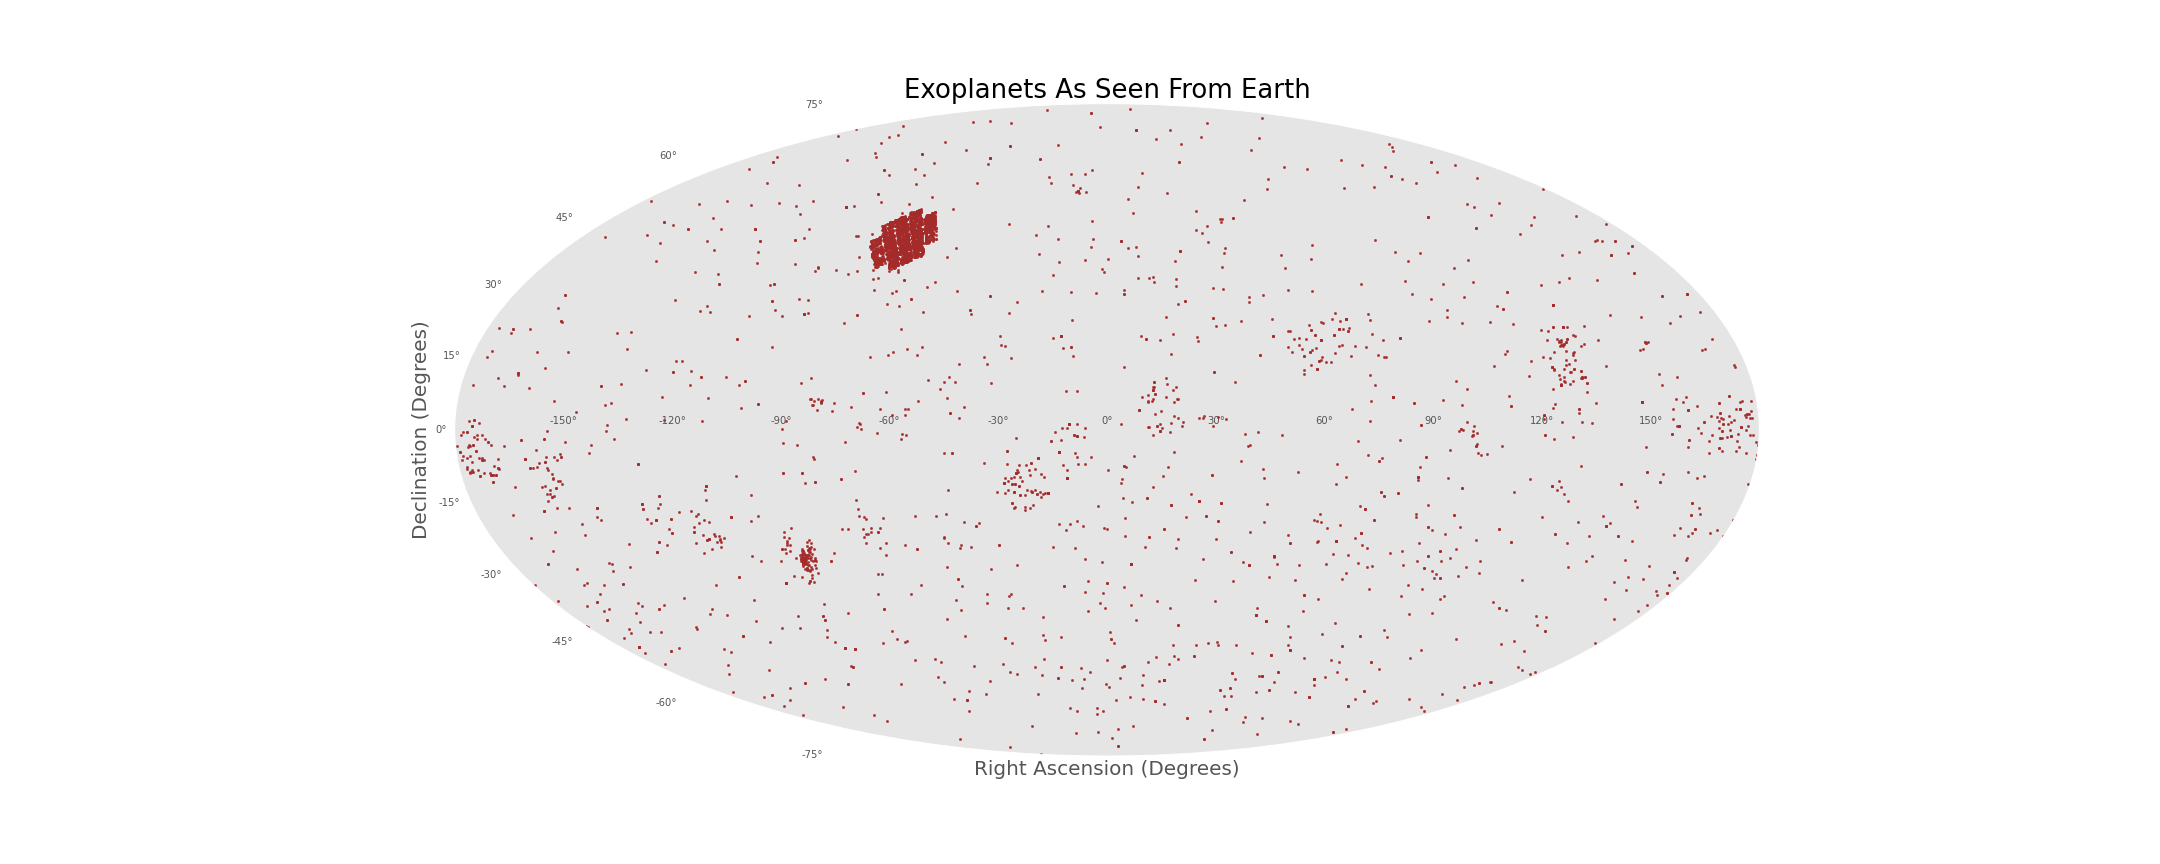 Exoplanets As Seen From Earth
75°
60°
45°
30°
15°
-150° -120° -90° -60° -30° 0° 30° 60° 90° 120° 150°
0°
Declination (Degrees)
-15°
-30°
-45°
-60°
-75°
Right Ascension (Degrees)